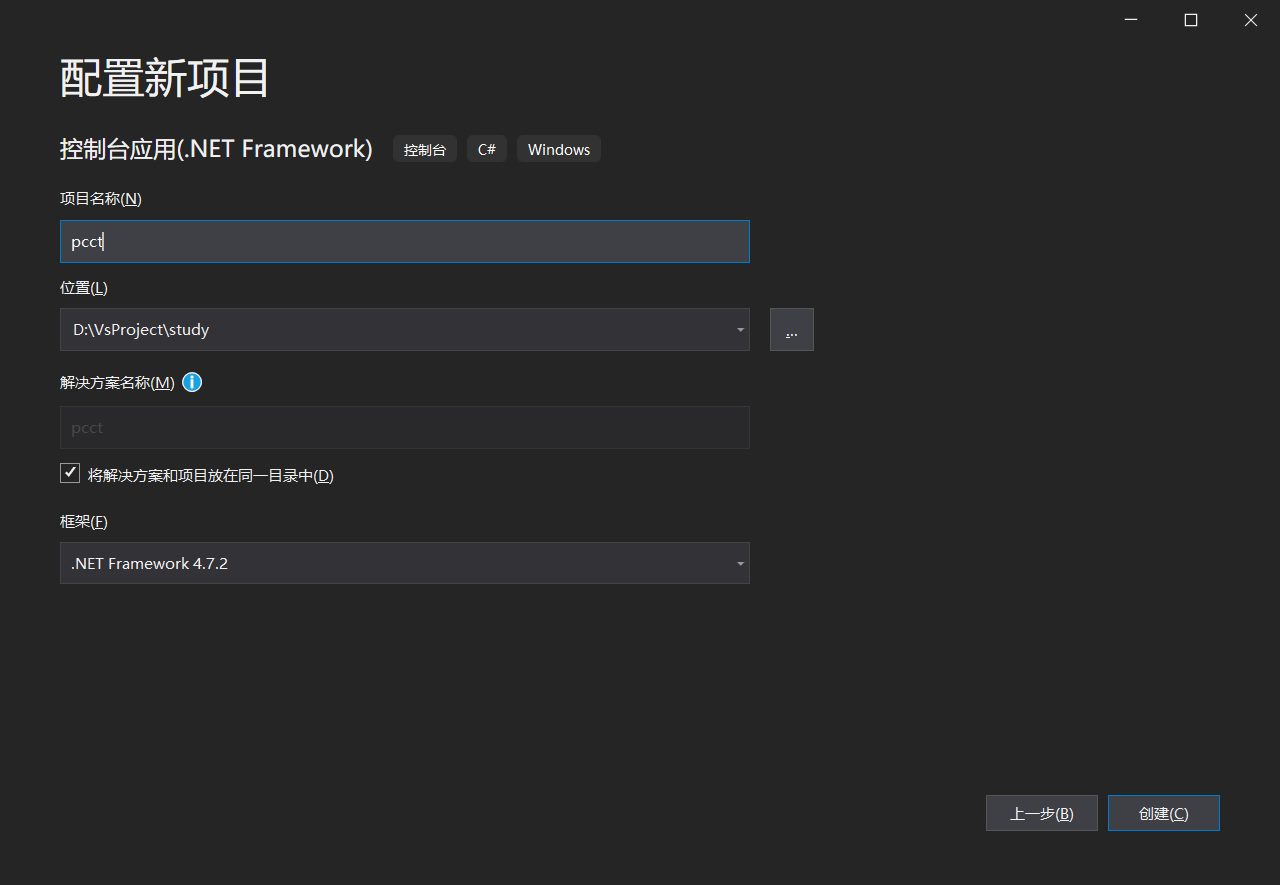 配置新项目
控制台应用(.NET Framework) 控制台 C# Windows
项目名称(N)
pcct
位置(L)
D:\VsProject\study
...
解决方案名称(M)
pcct
将解决方案和项目放在同一目录中(D)
框架(F)
.NET Framework 4.7.2
上一步(B) 创建(C)